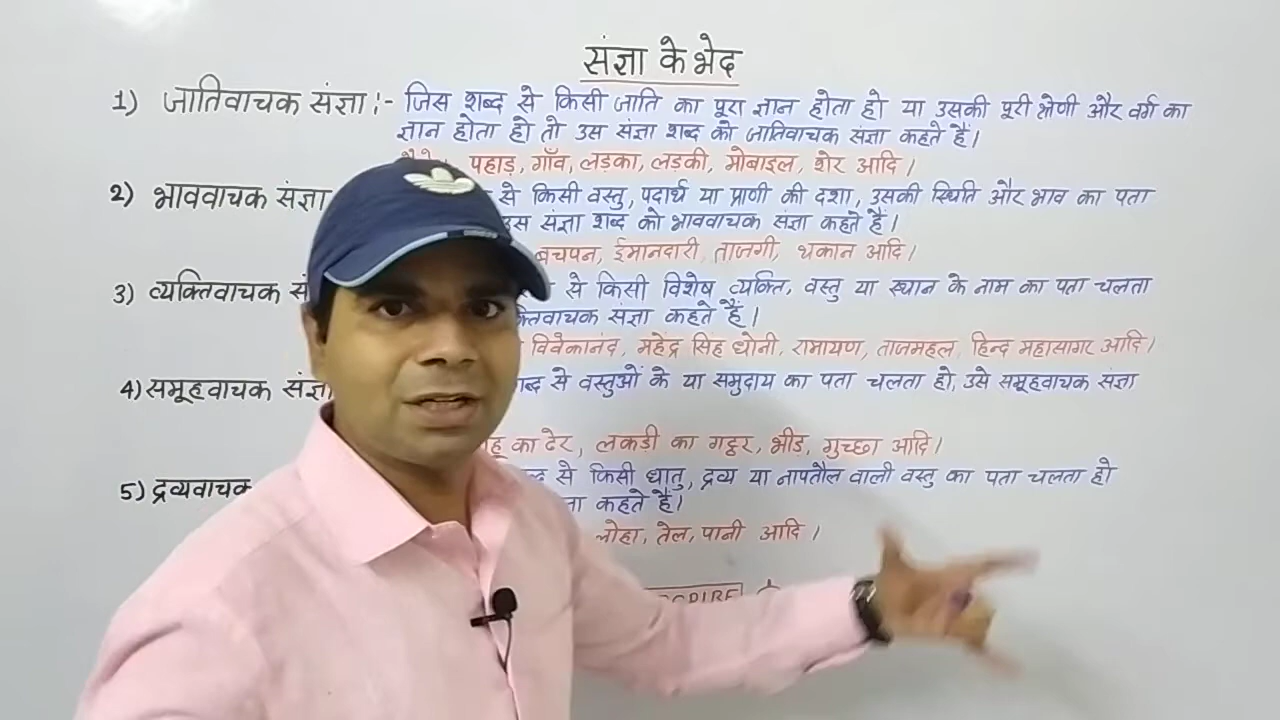 संज्ञा के भेद
1) जातिवाचक संज्ञा :- जिस शब्द से किसी जाति का पूरा ज्ञान होता हो या उसकी पूरी श्रेणी और वर्ग का
ज्ञान होता हो तो उस संज्ञा शब्द को जातिवाचक संज्ञा कहते हैं।
पहाड़, गाँव, लड़का, लड़की, मोबाइल, शेर आदि।
2) भाववाचक संज्ञा से किसी वस्तु, पदार्थ या प्राणी की दशा, उसकी स्थिति और भाव का पता
उस संज्ञा शब्द को भाववाचक संज्ञा कहते हैं।
बचपन, ईमानदारी, ताजगी, थकान आदि।
3) व्यक्तिवाचक से किसी विशेष व्यक्ति, वस्तु या स्थान के नाम का पता चलता
संज्ञा कहते हैं।
विवेकानंद, महेंद्र सिंह धोनी, रामायण, ताजमहल, हिन्द महासागर आदि।
4) समूहवाचक संज्ञा से वस्तुओं के या समुदाय का पता चलता हो, उसे समूहवाचक संज्ञा
का ढेर, लकडी का गट्ठर, भीड़, गुच्छा आदि।
5) द्रव्यवाचक से किसी धातु, द्रव्य या नापतौल वाली वस्तु का पता चलता हो
कहते हैं।
लोहा, तेल, पानी आदि।